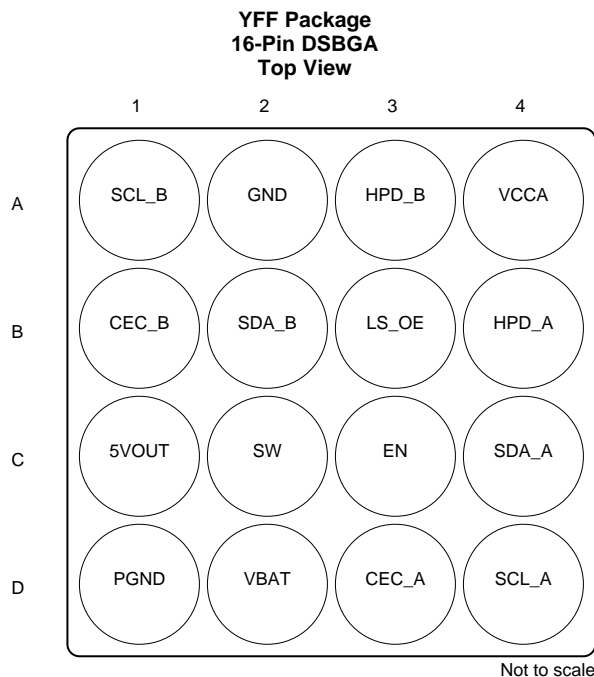 YFF Package
16-Pin DSBGA
Top View
1 2 3 4
A SCL_B GND HPD_B VCCA
B CEC_B SDA_B LS_OE HPD_A
C 5VOUT SW EN SDA_A
D PGND VBAT CEC_A SCL_A
Not to scale